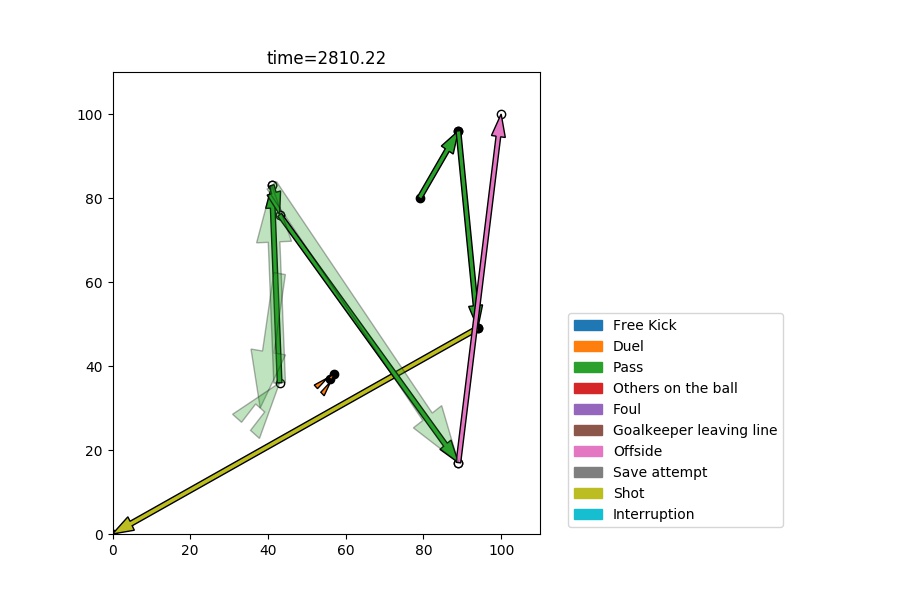 time=2810.22
100
80
60
40
20
0
0 20 40 60 80 100
Free Kick
Duel
Pass
Others on the ball
Foul
Goalkeeper leaving line
Offside
Save attempt
Shot
Interruption